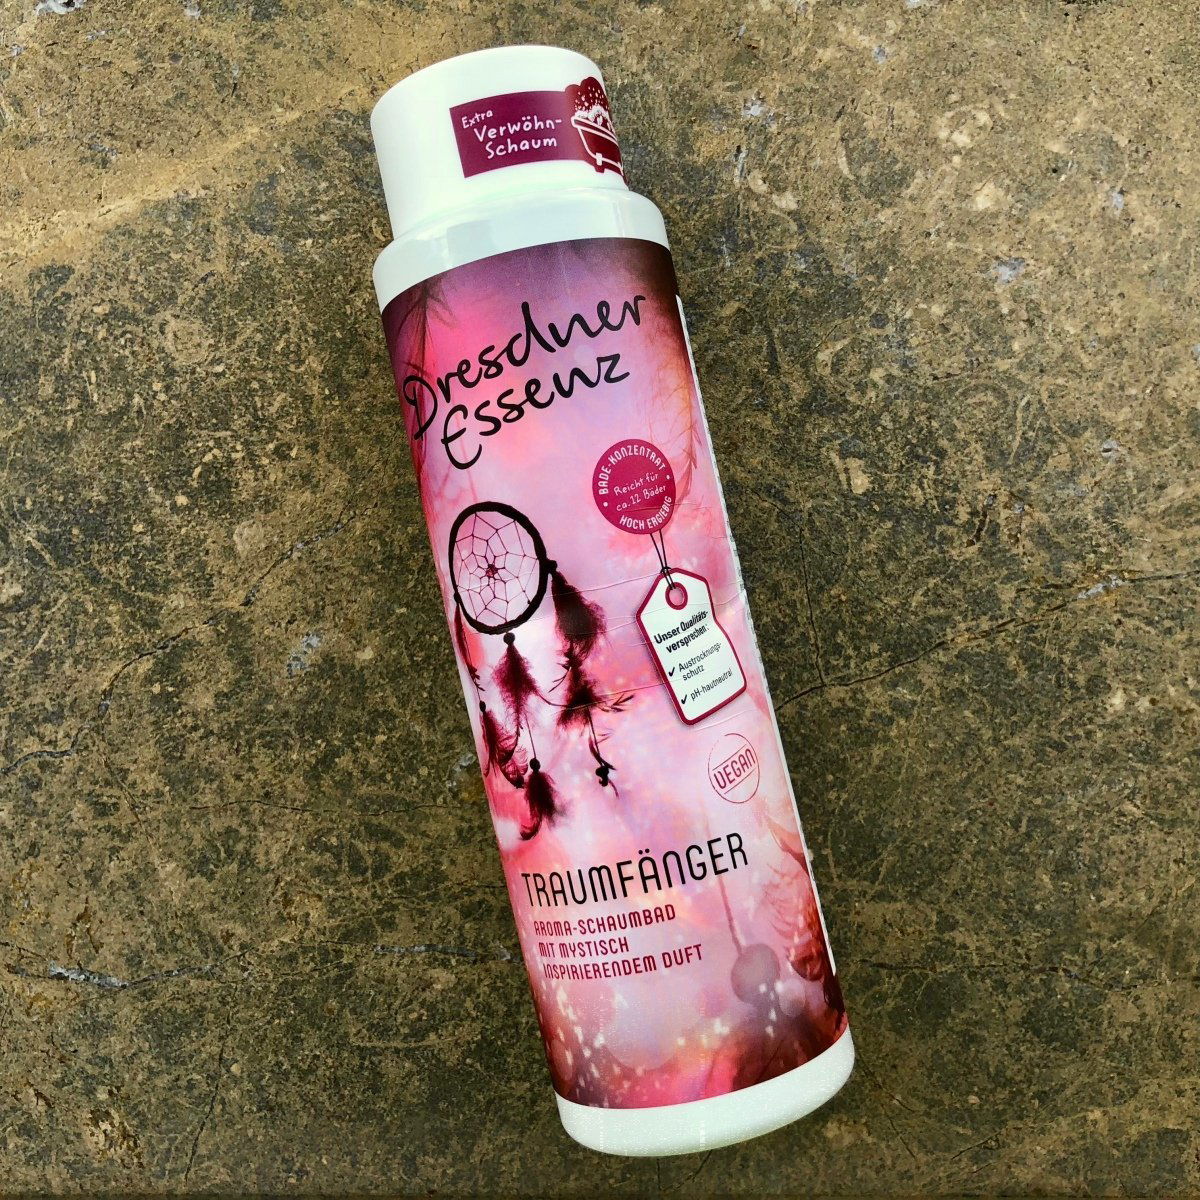 Extra
Verwöhn-
Schaum
Dresdner
Essenz
BADE-KONZENTRAT
Reicht für
ca. 12 Bäder
HOCH ERGIEBIG
Unser Qualitäts-
versprechen:
✓ Austrocknungs-
schutz
✓ pH-hautneutral
VEGAN
TRAUMFÄNGER
AROMA-SCHAUMBAD
MIT MYSTISCH
INSPIRIERENDEM DUFT